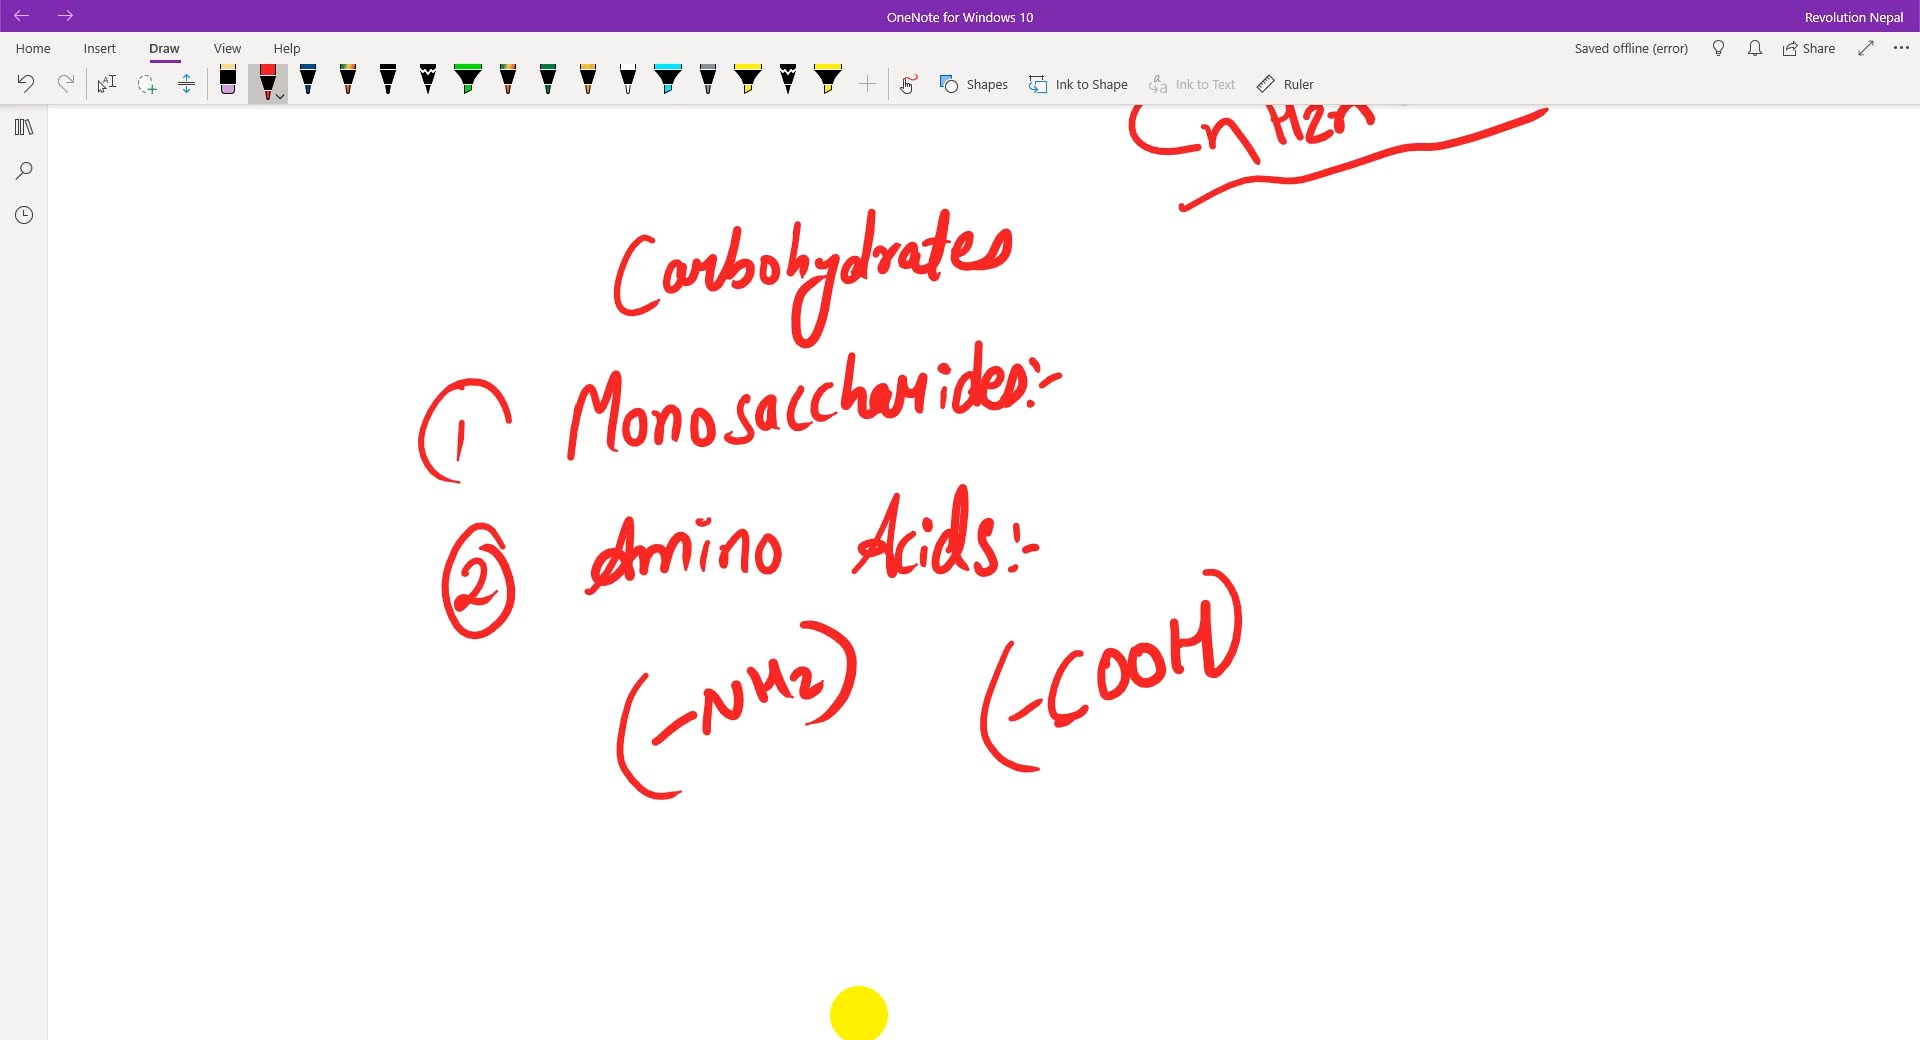 OneNote for Windows 10 Revolution Nepal
Home Insert Draw View Help Saved offline (error) Share
Shapes Ink to Shape Ink to Text Ruler
CnH2n
Carbohydrates
1 Monosaccharides:-
2 Amino Acids:-
(-NH2) (-COOH)